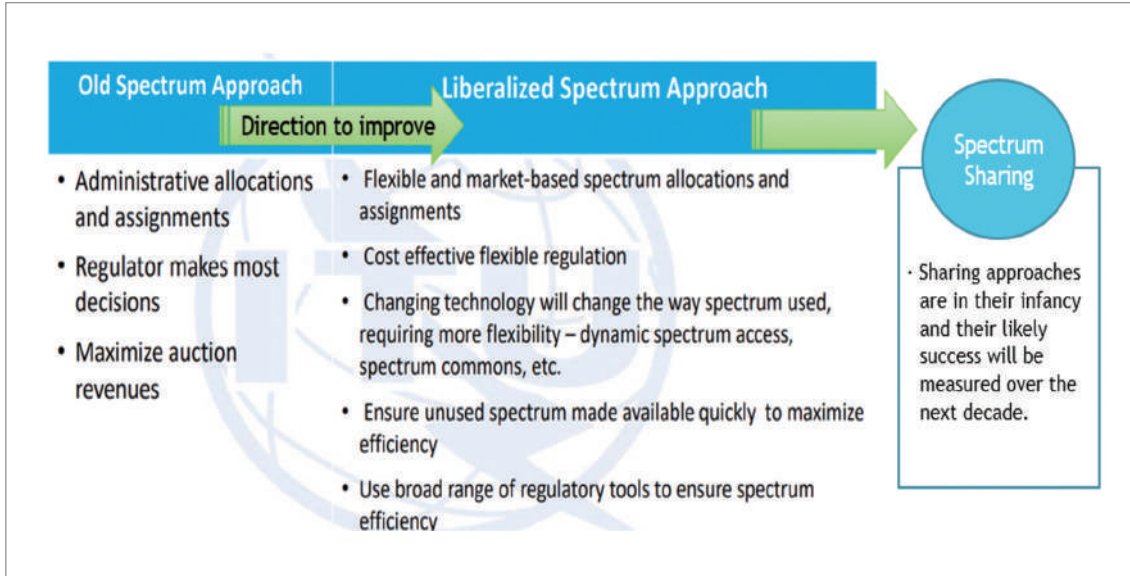 Old Spectrum Approach
Liberalized Spectrum Approach
Direction to improve
• Administrative allocations
and assignments
• Regulator makes most
decisions
• Maximize auction
revenues
• Flexible and market-based spectrum allocations and
assignments
• Cost effective flexible regulation
• Changing technology will change the way spectrum used,
requiring more flexibility – dynamic spectrum access,
spectrum commons, etc.
• Ensure unused spectrum made available quickly to maximize
efficiency
• Use broad range of regulatory tools to ensure spectrum
efficiency
Spectrum
Sharing
· Sharing approaches
are in their infancy
and their likely
success will be
measured over the
next decade.
ITU